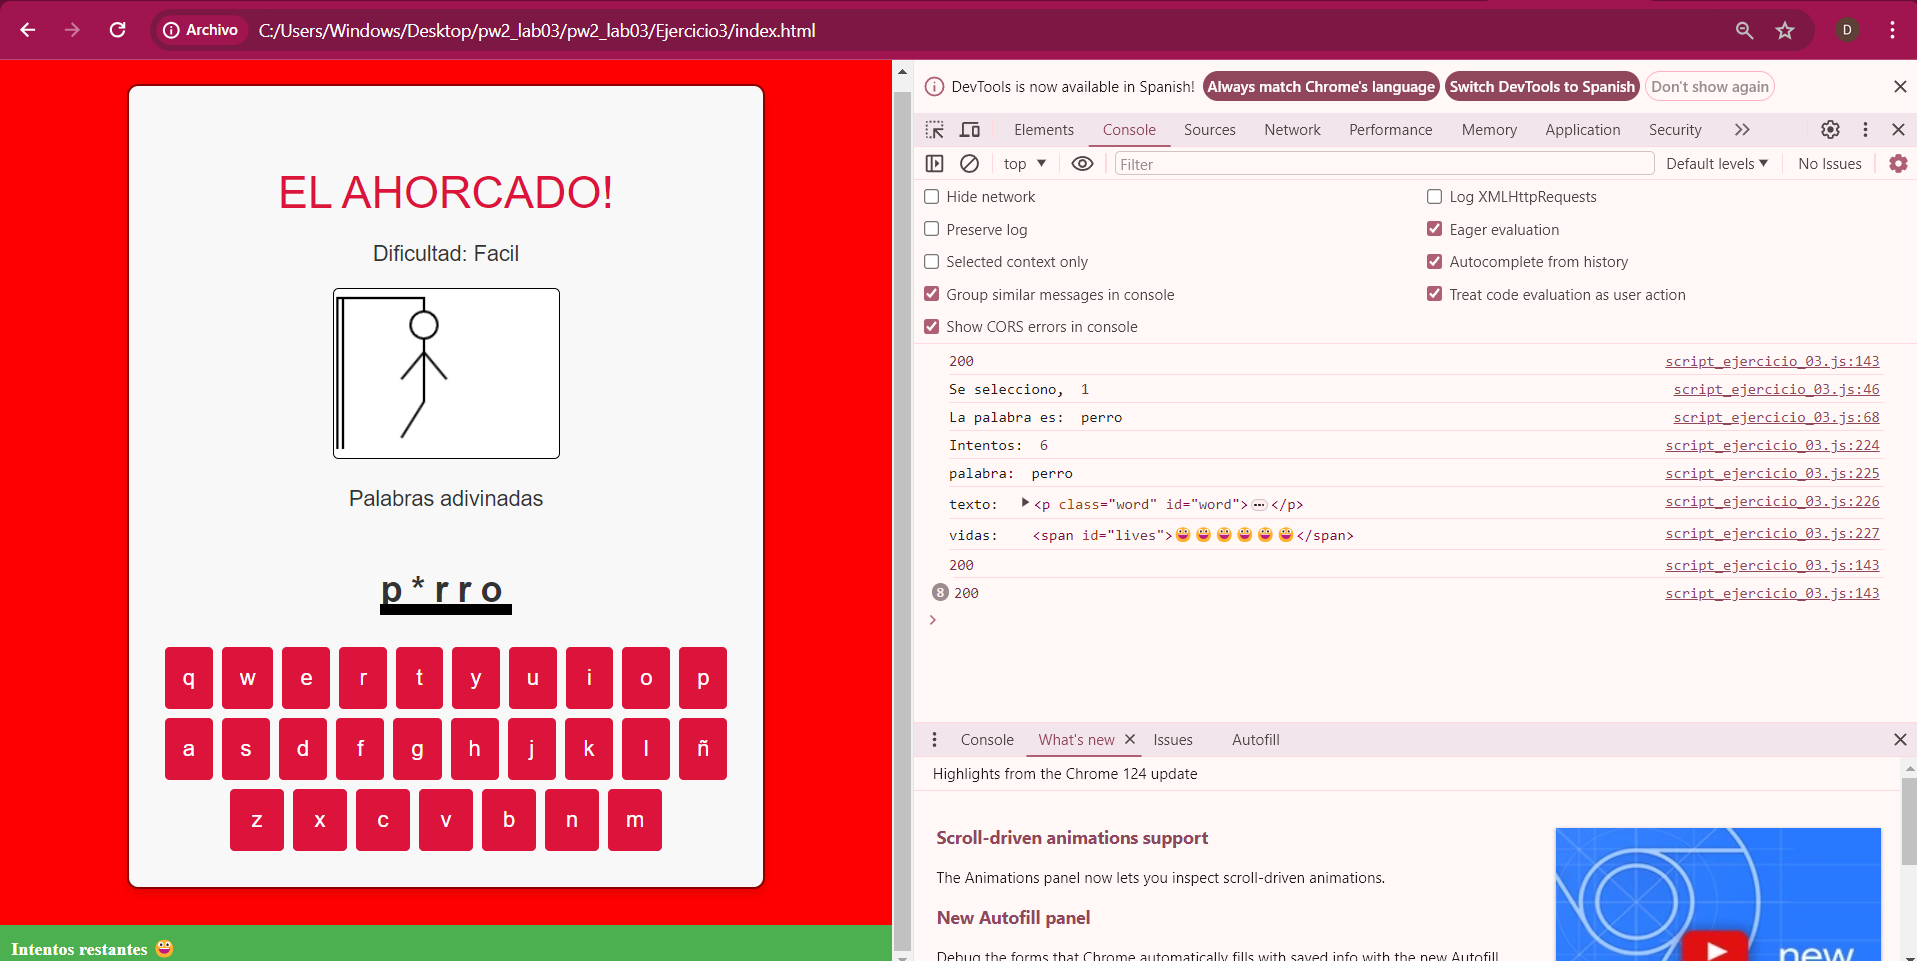 Archivo C:/Users/Windows/Desktop/pw2_lab03/pw2_lab03/Ejercicio3/index.html D
EL AHORCADO!
Dificultad: Facil
Palabras adivinadas
p * r r o
q w e r t y u i o p
a s d f g h j k l ñ
z x c v b n m
Intentos restantes 😀
DevTools is now available in Spanish! Always match Chrome's language Switch DevTools to Spanish Don't show again
Elements Console Sources Network Performance Memory Application Security
top Filter Default levels No Issues
Hide network Log XMLHttpRequests
Preserve log Eager evaluation
Selected context only Autocomplete from history
Group similar messages in console Treat code evaluation as user action
Show CORS errors in console
200 script_ejercicio_03.js:143
Se selecciono, 1 script_ejercicio_03.js:46
La palabra es: perro script_ejercicio_03.js:68
Intentos: 6 script_ejercicio_03.js:224
palabra: perro script_ejercicio_03.js:225
texto: <p class="word" id="word">…</p> script_ejercicio_03.js:226
vidas: <span id="lives">😀😀😀😀😀😀</span> script_ejercicio_03.js:227
200 script_ejercicio_03.js:143
8 200 script_ejercicio_03.js:143
Console What's new Issues Autofill
Highlights from the Chrome 124 update
Scroll-driven animations support
The Animations panel now lets you inspect scroll-driven animations.
New Autofill panel
Debug the forms that Chrome automatically fills with saved info with the new Autofill
new